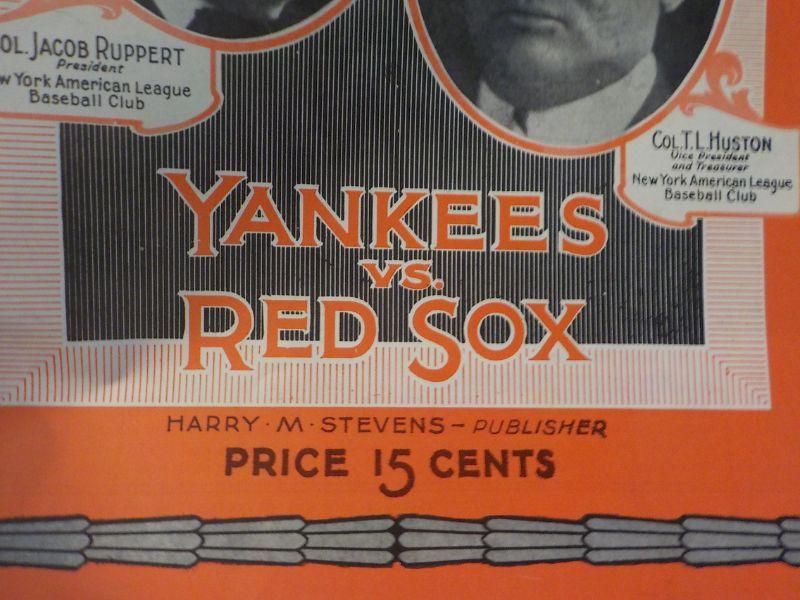 OL. JACOB RUPPERT
President
w York American League
Baseball Club
COL. T. L. HUSTON
Vice President
and Treasurer
New York American League
Baseball Club
YANKEES
VS.
RED SOX
HARRY · M · STEVENS — PUBLISHER
PRICE 15 CENTS